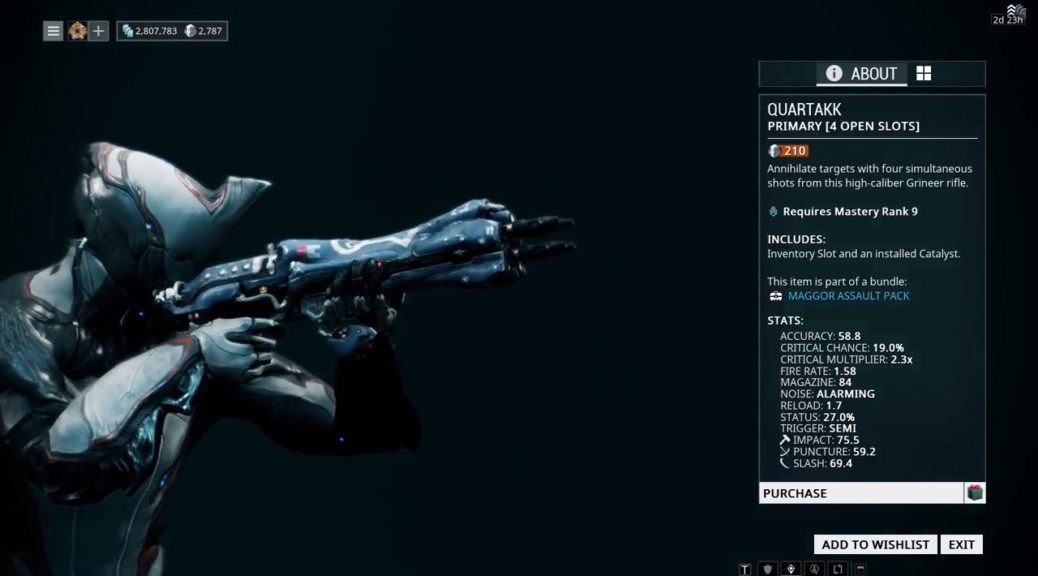 2,807,783 2,787
2d 23h
ABOUT
QUARTAKK
PRIMARY [4 OPEN SLOTS]
210
Annihilate targets with four simultaneous
shots from this high-caliber Grineer rifle.
Requires Mastery Rank 9
INCLUDES:
Inventory Slot and an installed Catalyst.
This item is part of a bundle:
MAGGOR ASSAULT PACK
STATS:
ACCURACY: 58.8
CRITICAL CHANCE: 19.0%
CRITICAL MULTIPLIER: 2.3x
FIRE RATE: 1.58
MAGAZINE: 84
NOISE: ALARMING
RELOAD: 1.7
STATUS: 27.0%
TRIGGER: SEMI
IMPACT: 75.5
PUNCTURE: 59.2
SLASH: 69.4
PURCHASE
ADD TO WISHLIST EXIT
T